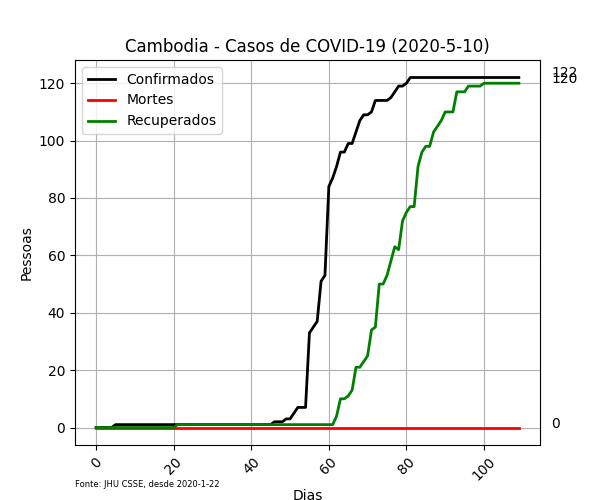 Cambodia - Casos de COVID-19 (2020-5-10)
Confirmados
Mortes
Recuperados
122
120
0
120
100
80
60
40
20
0
Pessoas
0
20
40
60
80
100
Fonte: JHU CSSE, desde 2020-1-22
Dias